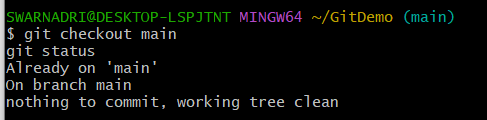 SWARNADRI@DESKTOP-LSPJTNT MINGW64 ~/GitDemo (main)
$ git checkout main
git status
Already on 'main'
On branch main
nothing to commit, working tree clean